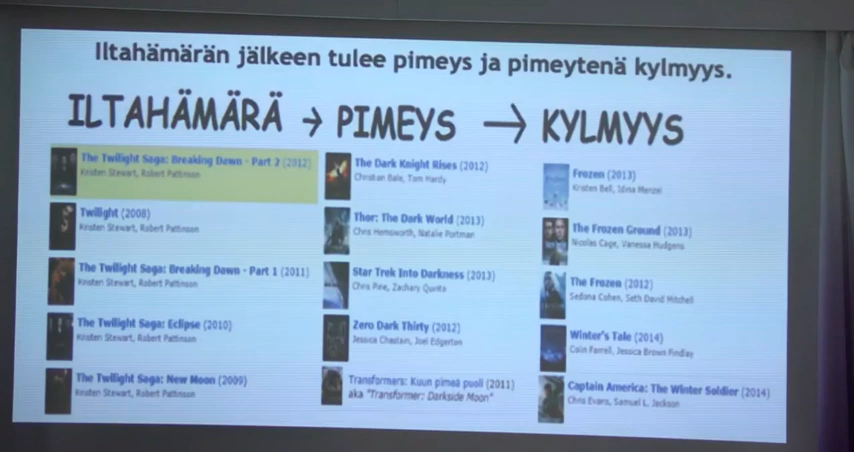 Iltahämärän jälkeen tulee pimeys ja pimeytenä kylmyys.
ILTAHÄMÄRÄ → PIMEYS → KYLMYYS
The Twilight Saga: Breaking Dawn - Part 2 (2012)
Kristen Stewart, Robert Pattinson
Twilight (2008)
Kristen Stewart, Robert Pattinson
The Twilight Saga: Breaking Dawn - Part 1 (2011)
Kristen Stewart, Robert Pattinson
The Twilight Saga: Eclipse (2010)
Kristen Stewart, Robert Pattinson
The Twilight Saga: New Moon (2009)
Kristen Stewart, Robert Pattinson
The Dark Knight Rises (2012)
Christian Bale, Tom Hardy
Thor: The Dark World (2013)
Chris Hemsworth, Natalie Portman
Star Trek Into Darkness (2013)
Chris Pine, Zachary Quinto
Zero Dark Thirty (2012)
Jessica Chastain, Joel Edgerton
Transformers: Kuun pimeä puoli (2011)
aka "Transformer: Darkside Moon"
Frozen (2013)
Kristen Bell, Idina Menzel
The Frozen Ground (2013)
Nicolas Cage, Vanessa Hudgens
The Frozen (2012)
Sedona Cohen, Seth David Mitchell
Winter's Tale (2014)
Colin Farrell, Jessica Brown Findlay
Captain America: The Winter Soldier (2014)
Chris Evans, Samuel L. Jackson